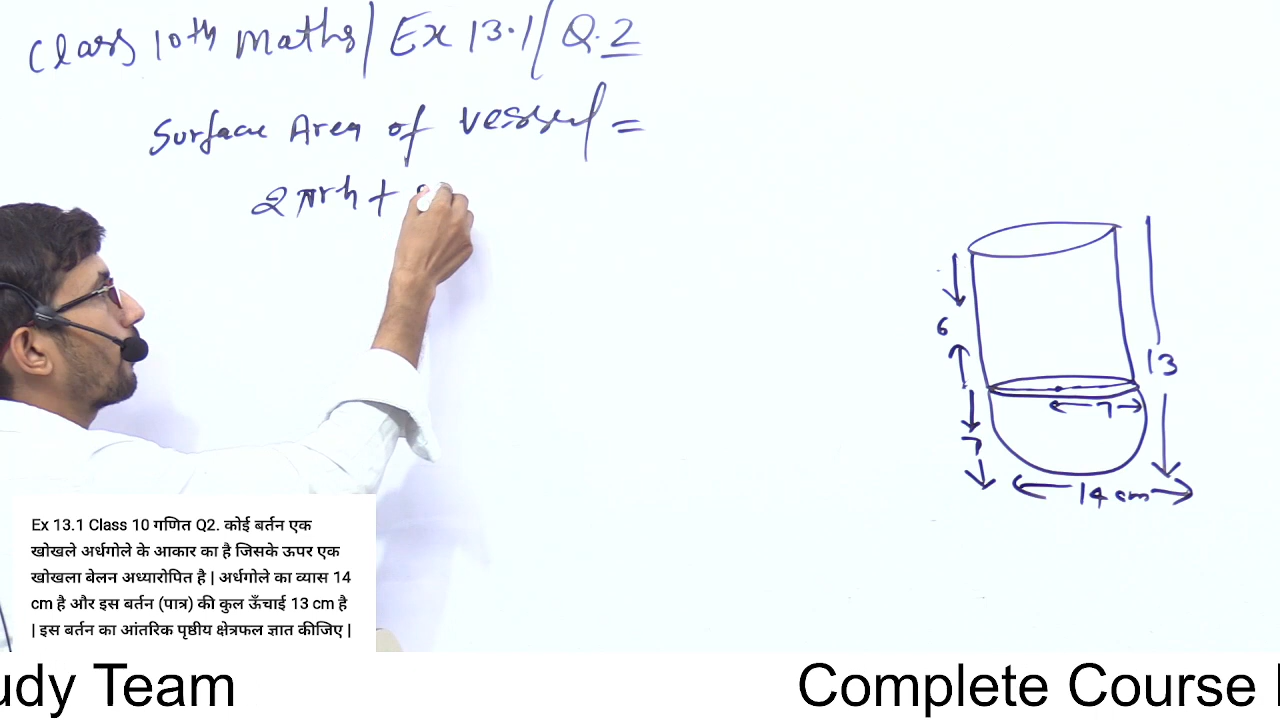 Class 10th maths / Ex 13.1 / Q.2
Surface Area of vessel =
2πrh +
6
13
7
7
14 cm
Ex 13.1 Class 10 गणित Q2. कोई बर्तन एक
खोखले अर्धगोले के आकार का है जिसके ऊपर एक
खोखला बेलन अध्यारोपित है | अर्धगोले का व्यास 14
cm है और इस बर्तन (पात्र) की कुल ऊँचाई 13 cm है
| इस बर्तन का आंतरिक पृष्ठीय क्षेत्रफल ज्ञात कीजिए |
udy Team
Complete Course